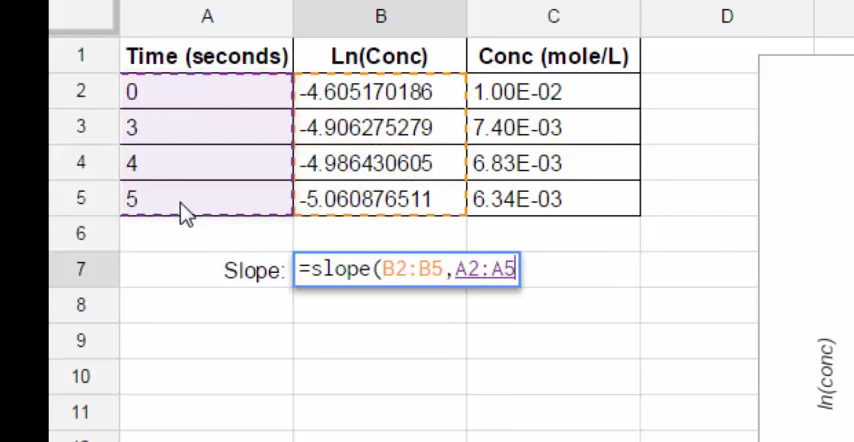 A B C D
1 Time (seconds) Ln(Conc) Conc (mole/L)
2 0 -4.605170186 1.00E-02
3 3 -4.906275279 7.40E-03
4 4 -4.986430605 6.83E-03
5 5 -5.060876511 6.34E-03
6
7 Slope: =slope(B2:B5,A2:A5
8
9
10
11
ln(conc)